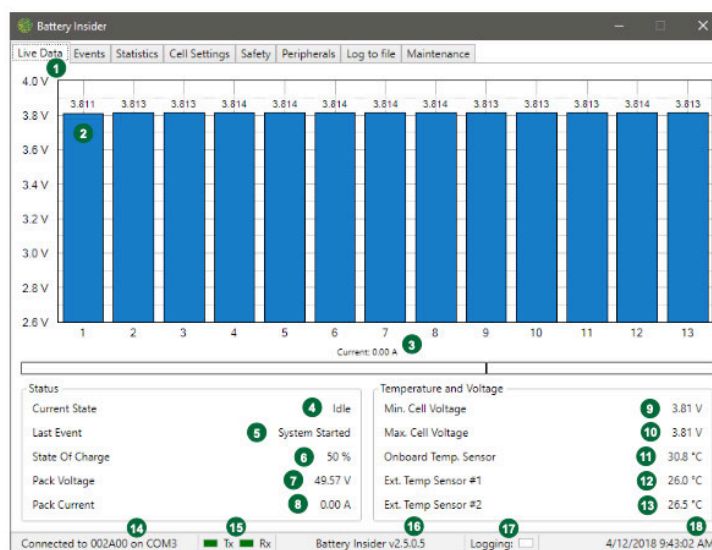 Battery Insider
Live Data Events Statistics Cell Settings Safety Peripherals Log to file Maintenance
1
4.0 V
3.811 3.813 3.813 3.814 3.814 3.814 3.814 3.814 3.813 3.814 3.813 3.814 3.813
3.8 V
2
3.6 V
3.4 V
3.2 V
3.0 V
2.8 V
2.6 V
1 2 3 4 5 6 7 8 9 10 11 12 13
Current: 0.00 A 3
Status Temperature and Voltage
Current State 4 Idle Min. Cell Voltage 9 3.81 V
Last Event 5 System Started Max. Cell Voltage 10 3.81 V
State Of Charge 6 50 % Onboard Temp. Sensor 11 30.8 °C
Pack Voltage 7 49.57 V Ext. Temp Sensor #1 12 26.0 °C
Pack Current 8 0.00 A Ext. Temp Sensor #2 13 26.5 °C
14 15 16 17 18
Connected to 002A00 on COM3 Tx Rx Battery Insider v2.5.0.5 Logging: 4/12/2018 9:43:02 AM